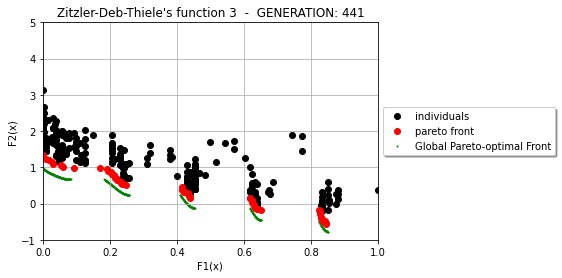 Zitzler-Deb-Thiele's function 3 - GENERATION: 441
5
4
3
2
1
0
−1
F2(x)
0.0 0.2 0.4 0.6 0.8 1.0
F1(x)
individuals
pareto front
Global Pareto-optimal Front